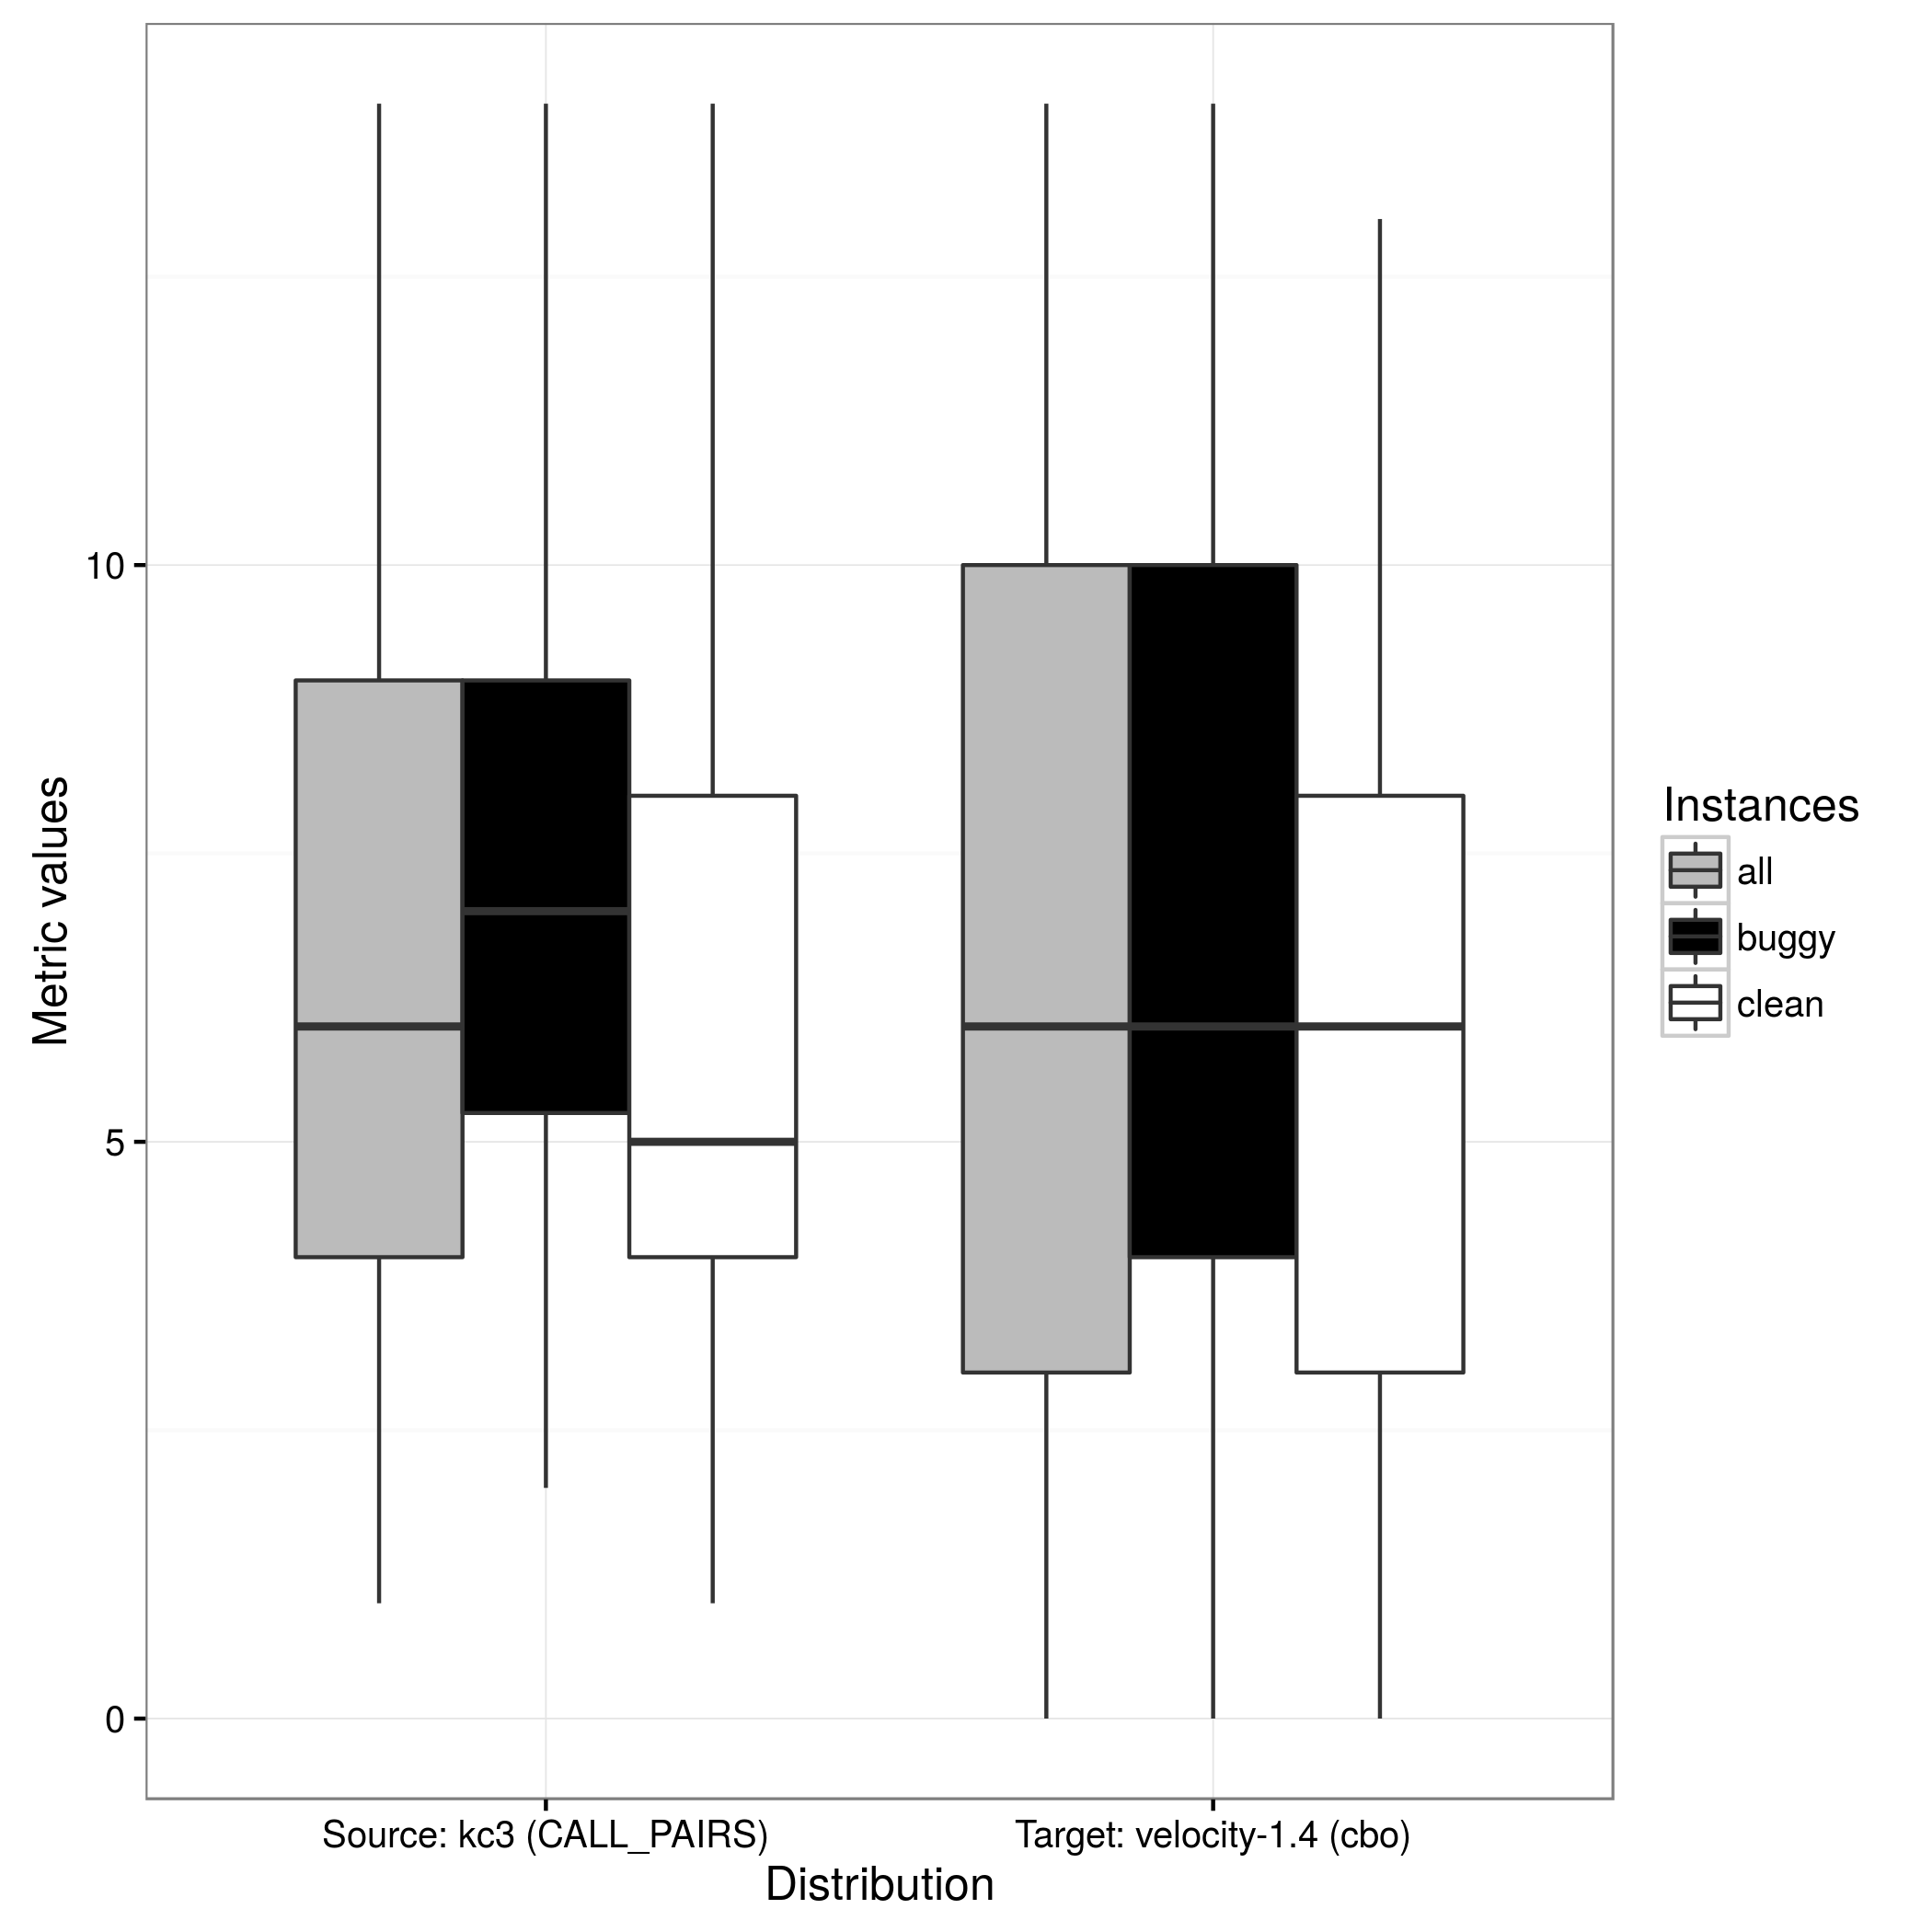 Metric values
10
5
0
Source: kc3 (CALL_PAIRS)
Target: velocity-1.4 (cbo)
Distribution
Instances
all
buggy
clean